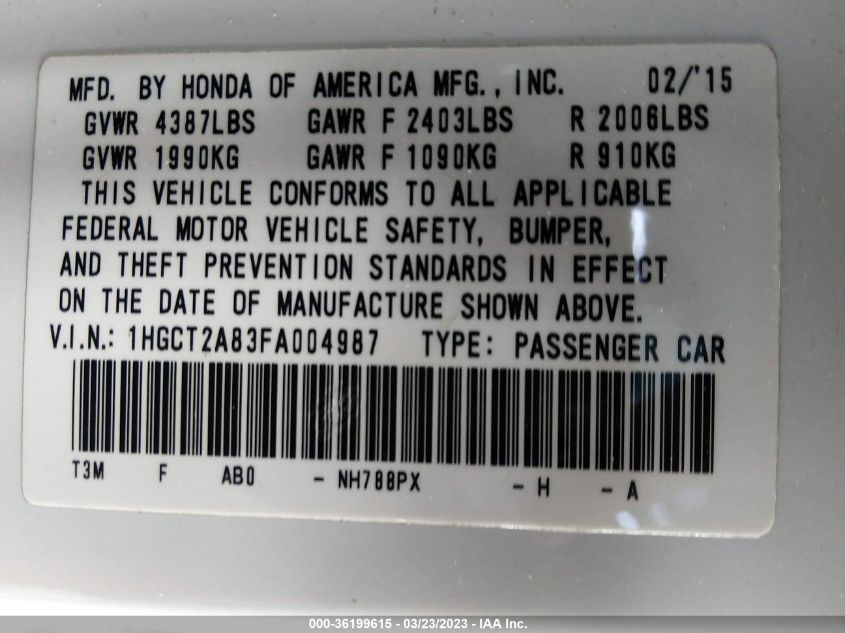 MFD. BY HONDA OF AMERICA MFG., INC. 02/'15
GVWR 4387LBS GAWR F 2403LBS R 2006LBS
GVWR 1990KG GAWR F 1090KG R 910KG
THIS VEHICLE CONFORMS TO ALL APPLICABLE
FEDERAL MOTOR VEHICLE SAFETY, BUMPER,
AND THEFT PREVENTION STANDARDS IN EFFECT
ON THE DATE OF MANUFACTURE SHOWN ABOVE.
V.I.N.: 1HGCT2A83FA004987 TYPE: PASSENGER CAR
T3M F AB0 - NH788PX - H - A
000-36199615 - 03/23/2023 - IAA Inc.